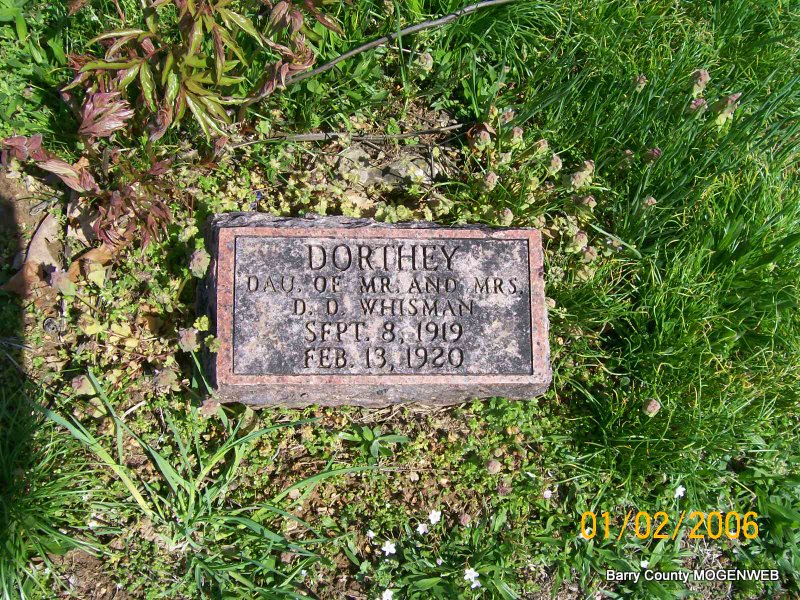 DORTHEY
DAU. OF MR. AND MRS.
D. D. WHISMAN
SEPT. 8, 1919
FEB. 13, 1920
01/02/2006
Barry County MOGENWEB